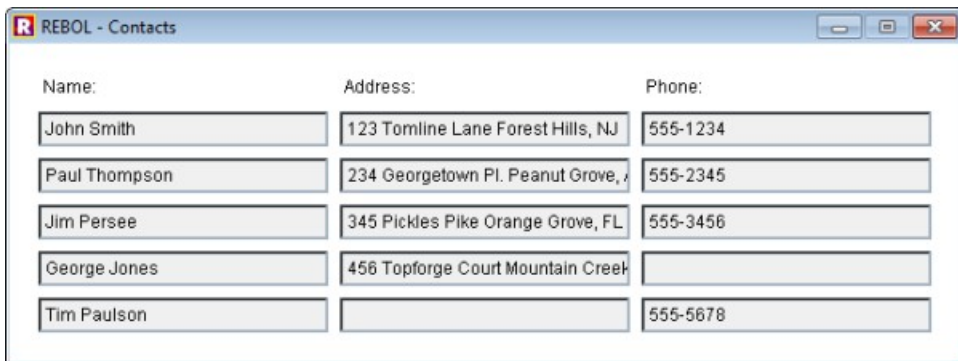 R REBOL - Contacts
Name: Address: Phone:
John Smith 123 Tomline Lane Forest Hills, NJ 555-1234
Paul Thompson 234 Georgetown Pl. Peanut Grove, 555-2345
Jim Persee 345 Pickles Pike Orange Grove, FL 555-3456
George Jones 456 Topforge Court Mountain Creek
Tim Paulson 555-5678